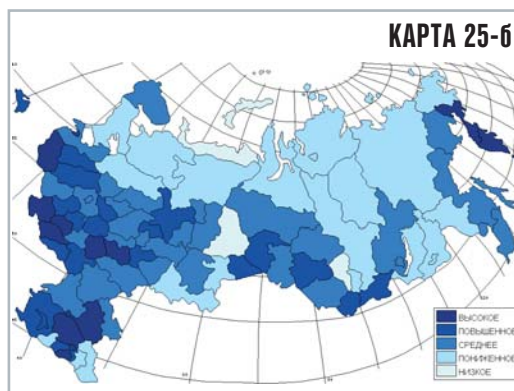 КАРТА 25-б
ВЫСОКОЕ
ПОВЫШЕННОЕ
СРЕДНЕЕ
ПОНИЖЕННОЕ
НИЗКОЕ